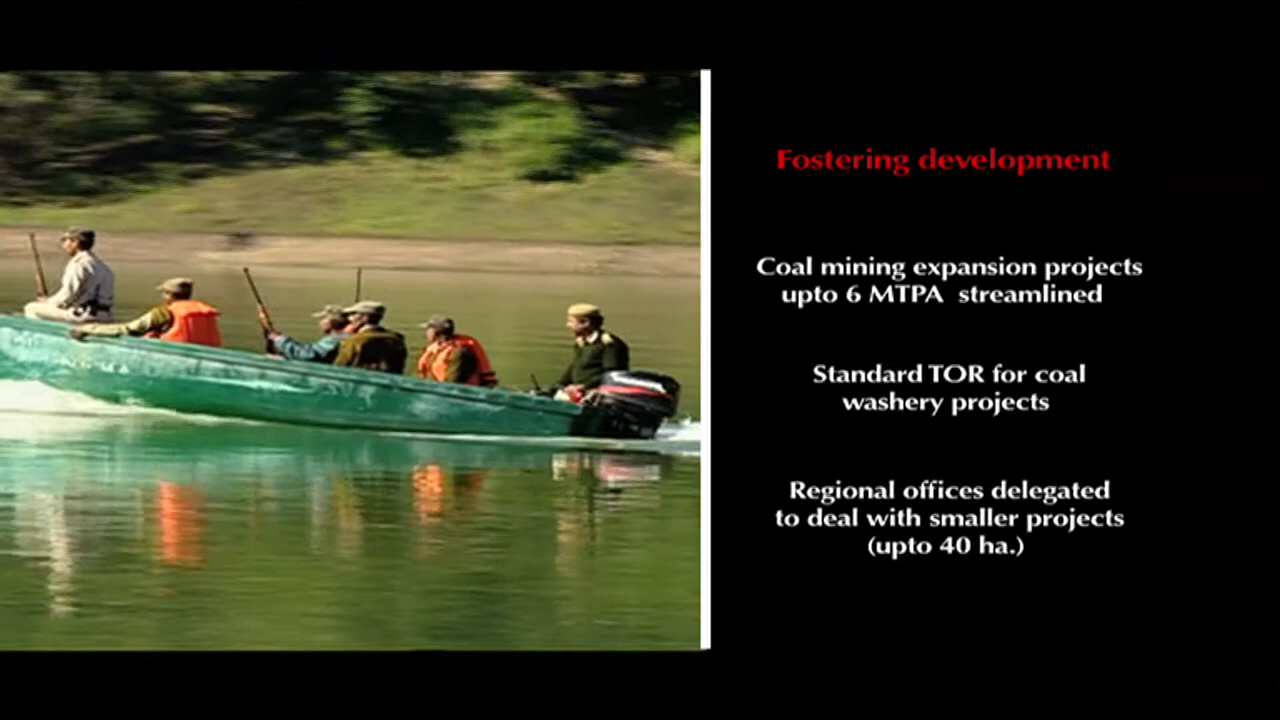 Fostering development
Coal mining expansion projects
upto 6 MTPA streamlined
Standard TOR for coal
washery projects
Regional offices delegated
to deal with smaller projects
(upto 40 ha.)